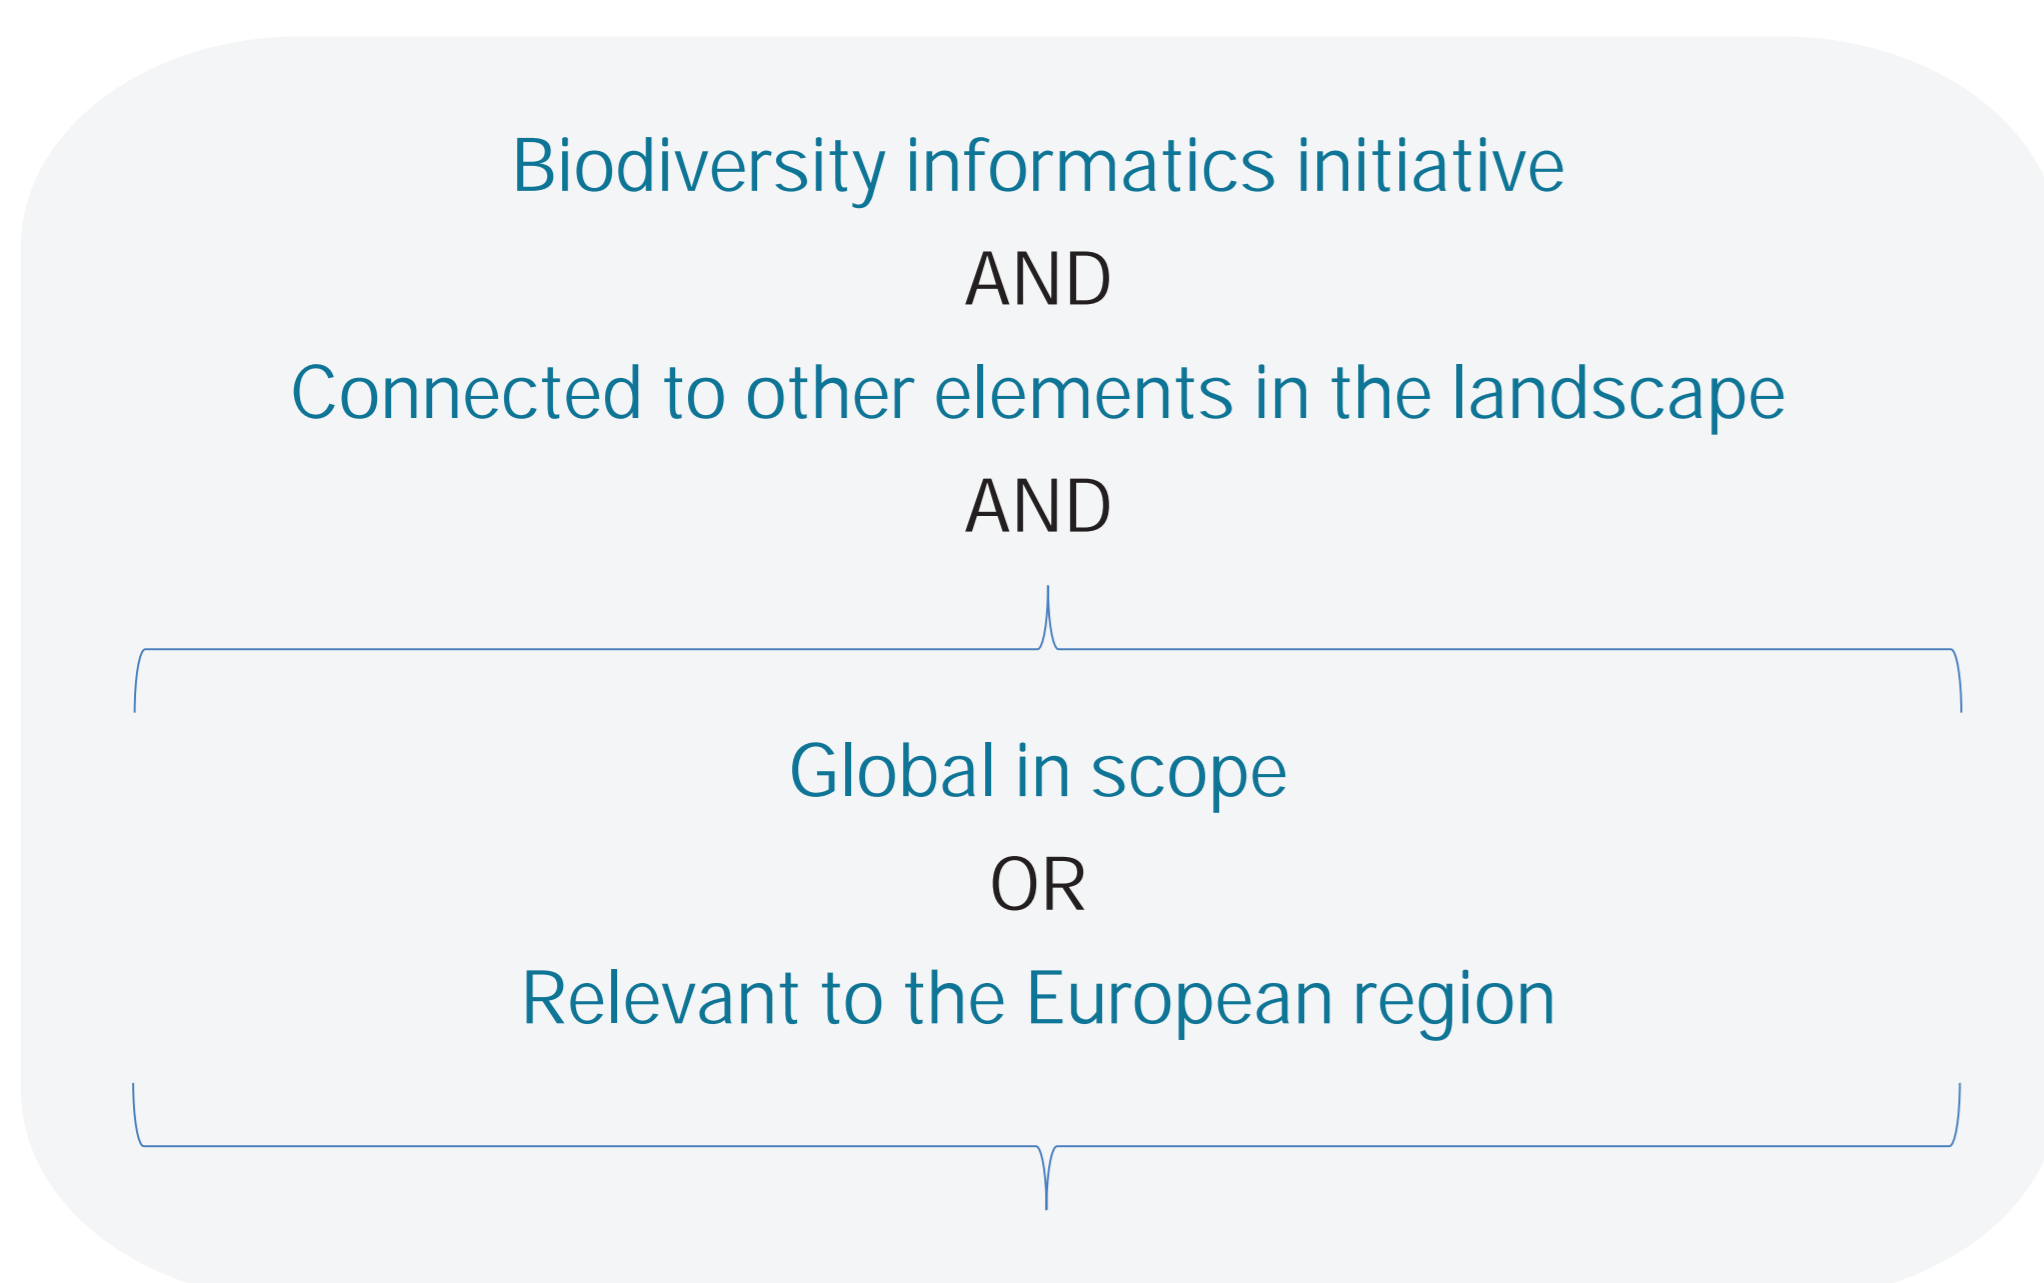 Biodiversity informatics initiative
AND
Connected to other elements in the landscape
AND
Global in scope
OR
Relevant to the European region